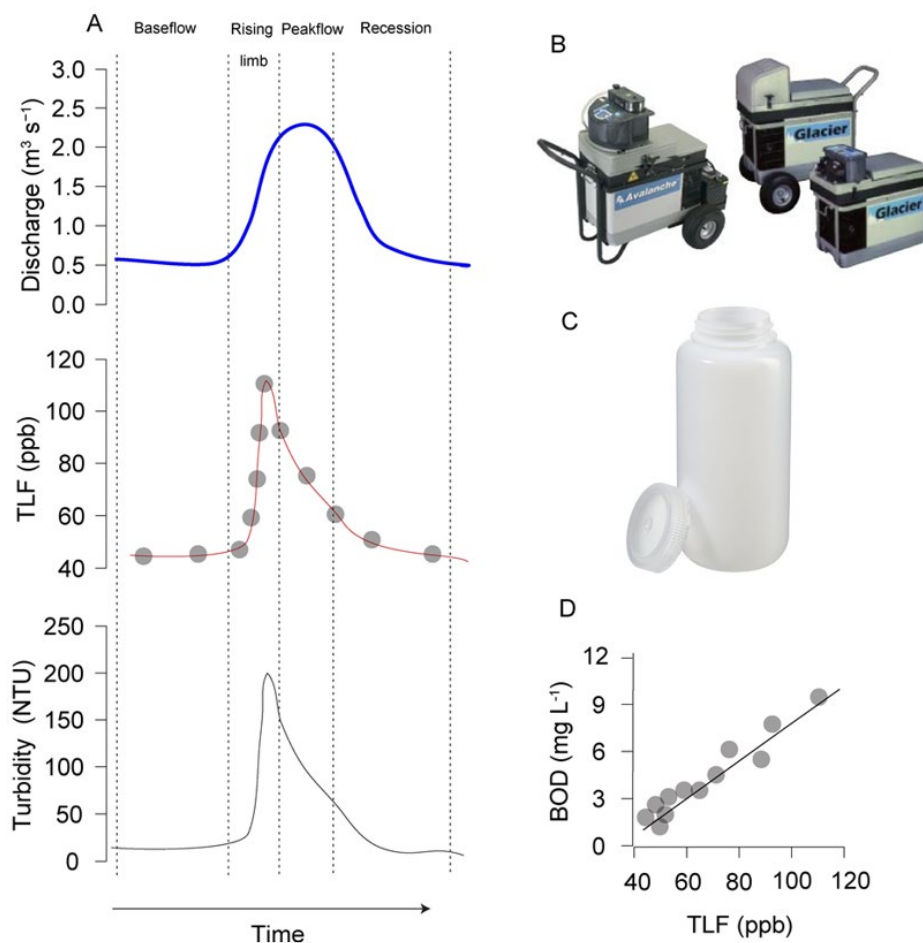 A
Baseflow
Rising
limb
Peakflow
Recession
Discharge (m³ s⁻¹)
3.0
2.5
2.0
1.5
1.0
0.5
0.0
TLF (ppb)
120
100
80
60
40
Turbidity (NTU)
250
200
150
100
50
0
Time
B
Avalanche
Glacier
Glacier
C
D
BOD (mg L⁻¹)
12
9
6
3
0
40 60 80 100 120
TLF (ppb)